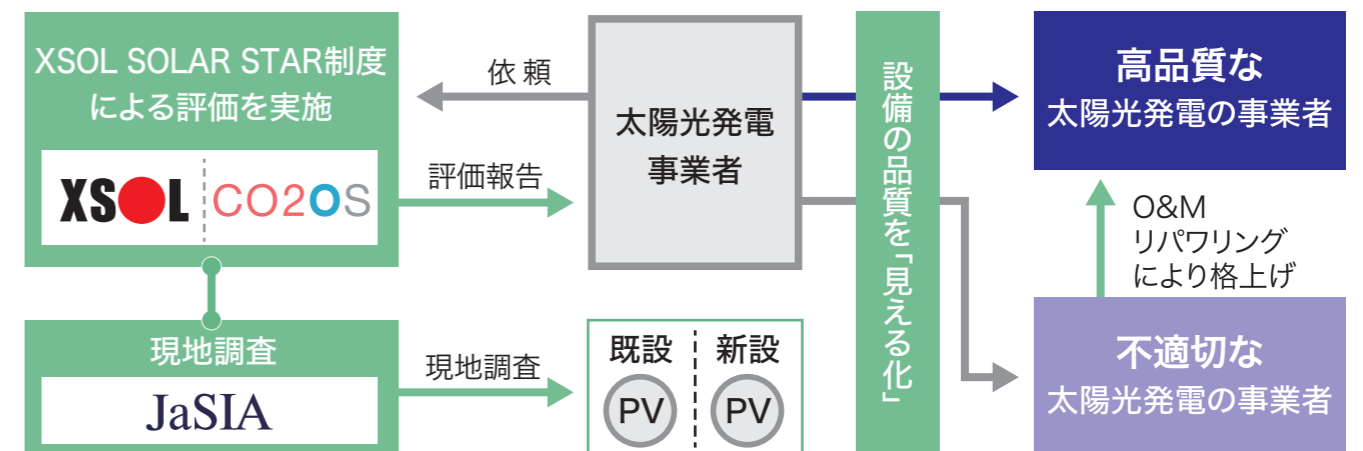 XSOL SOLAR STAR制度
による評価を実施
XSOL CO2OS
依頼
評価報告
太陽光発電
事業者
設備の品質を「見える化」
高品質な
太陽光発電の事業者
O&M
リパワリング
により格上げ
不適切な
太陽光発電の事業者
現地調査
JaSIA
現地調査
既設 新設
PV PV